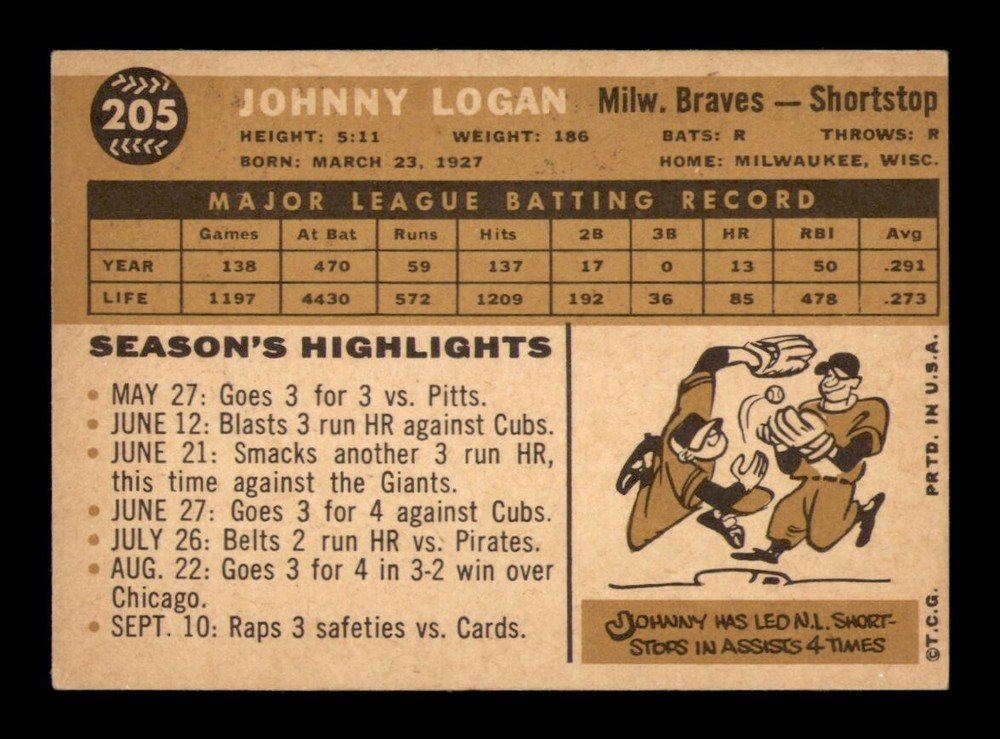 205
JOHNNY LOGAN Milw. Braves — Shortstop
HEIGHT: 5:11 WEIGHT: 186 BATS: R THROWS: R
BORN: MARCH 23, 1927 HOME: MILWAUKEE, WISC.
MAJOR LEAGUE BATTING RECORD
Games At Bat Runs Hits 2B 3B HR RBI Avg
YEAR 138 470 59 137 17 0 13 50 .291
LIFE 1197 4430 572 1209 192 36 85 478 .273
SEASON'S HIGHLIGHTS
• MAY 27: Goes 3 for 3 vs. Pitts.
• JUNE 12: Blasts 3 run HR against Cubs.
• JUNE 21: Smacks another 3 run HR,
this time against the Giants.
• JUNE 27: Goes 3 for 4 against Cubs.
• JULY 26: Belts 2 run HR vs. Pirates.
• AUG. 22: Goes 3 for 4 in 3-2 win over
Chicago.
• SEPT. 10: Raps 3 safeties vs. Cards.
JOHNNY HAS LED N.L. SHORT-
STOPS IN ASSISTS 4 TIMES
©T.C.G. PRTD. IN U.S.A.